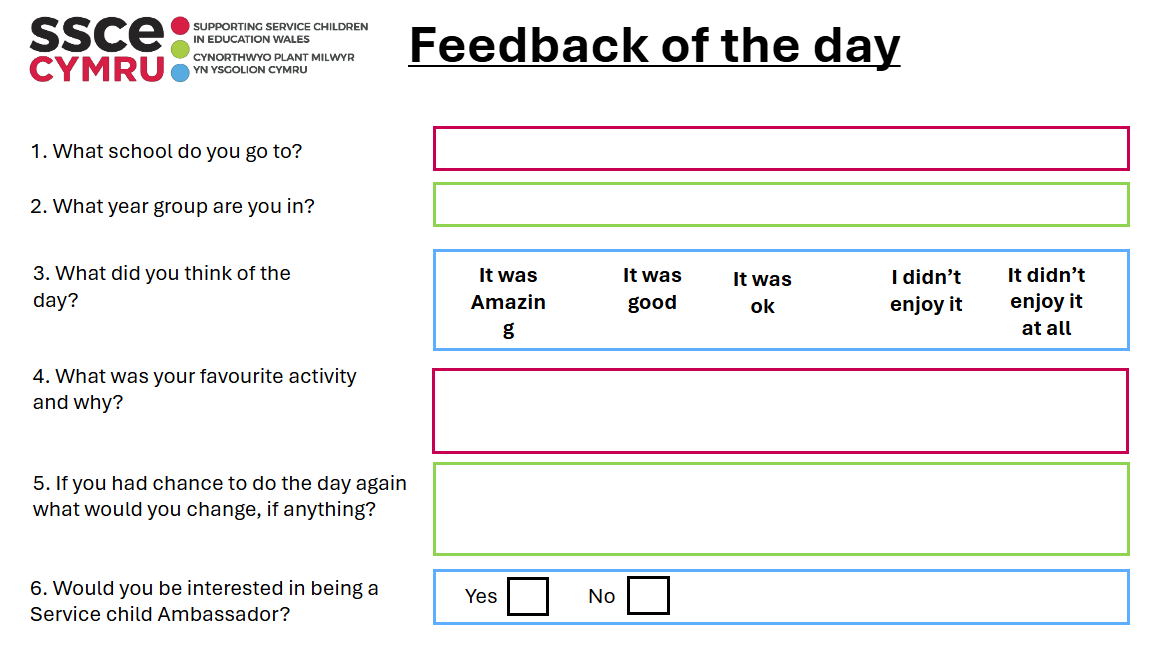 ssce
CYMRU
SUPPORTING SERVICE CHILDREN
IN EDUCATION WALES
CYNORTHWYO PLANT MILWYR
YN YSGOLION CYMRU
Feedback of the day
1. What school do you go to?
2. What year group are you in?
3. What did you think of the
day?
It was
Amazin
g
It was
good
It was
ok
I didn’t
enjoy it
It didn’t
enjoy it
at all
4. What was your favourite activity
and why?
5. If you had chance to do the day again
what would you change, if anything?
6. Would you be interested in being a
Service child Ambassador?
Yes
No